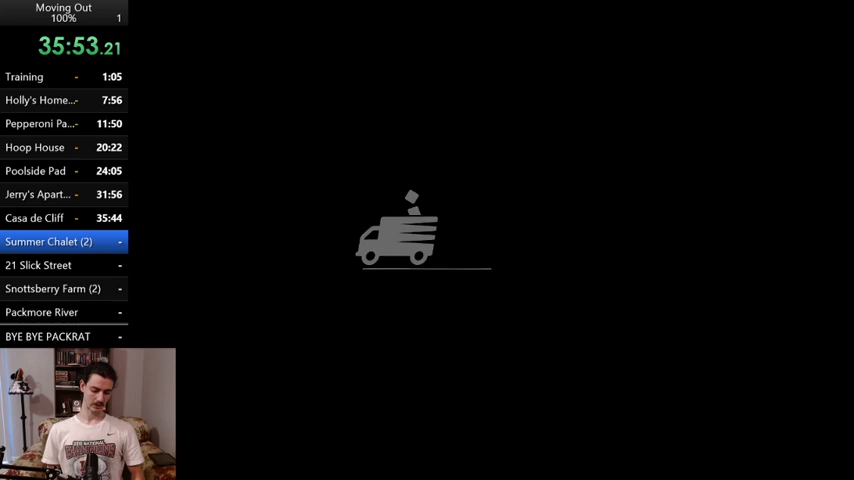 Moving Out
100% 1
35:53.21
Training - 1:05
Holly's Home...- 7:56
Pepperoni Pa...- 11:50
Hoop House - 20:22
Poolside Pad - 24:05
Jerry's Apart... - 31:56
Casa de Cliff - 35:44
Summer Chalet (2) -
21 Slick Street -
Snottsberry Farm (2) -
Packmore River -
BYE BYE PACKRAT -
NATIONAL
CHAMPIONS